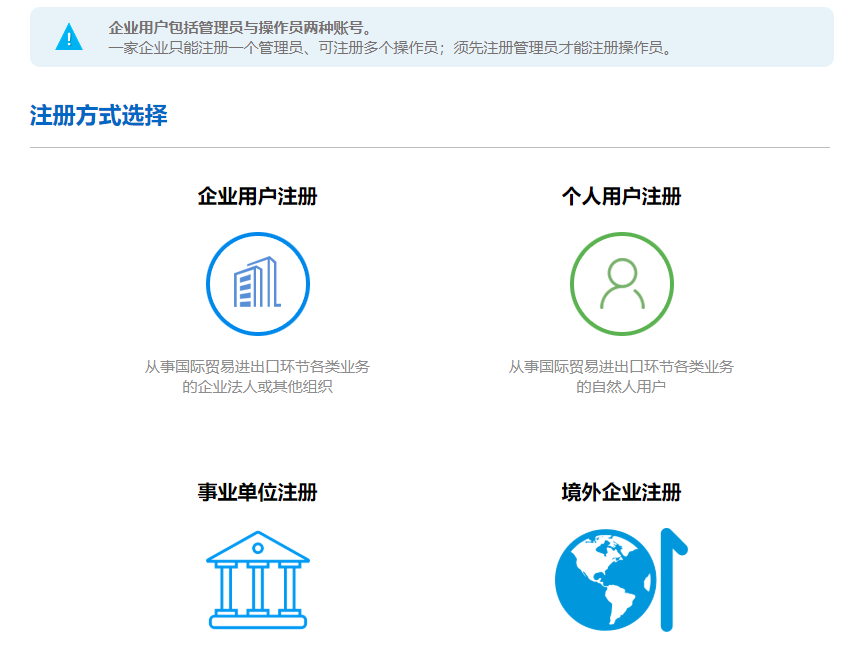 企业用户包括管理员与操作员两种账号。
一家企业只能注册一个管理员、可注册多个操作员；须先注册管理员才能注册操作员。
注册方式选择
企业用户注册
个人用户注册
从事国际贸易进出口环节各类业务
的企业法人或其他组织
从事国际贸易进出口环节各类业务
的自然人用户
事业单位注册
境外企业注册